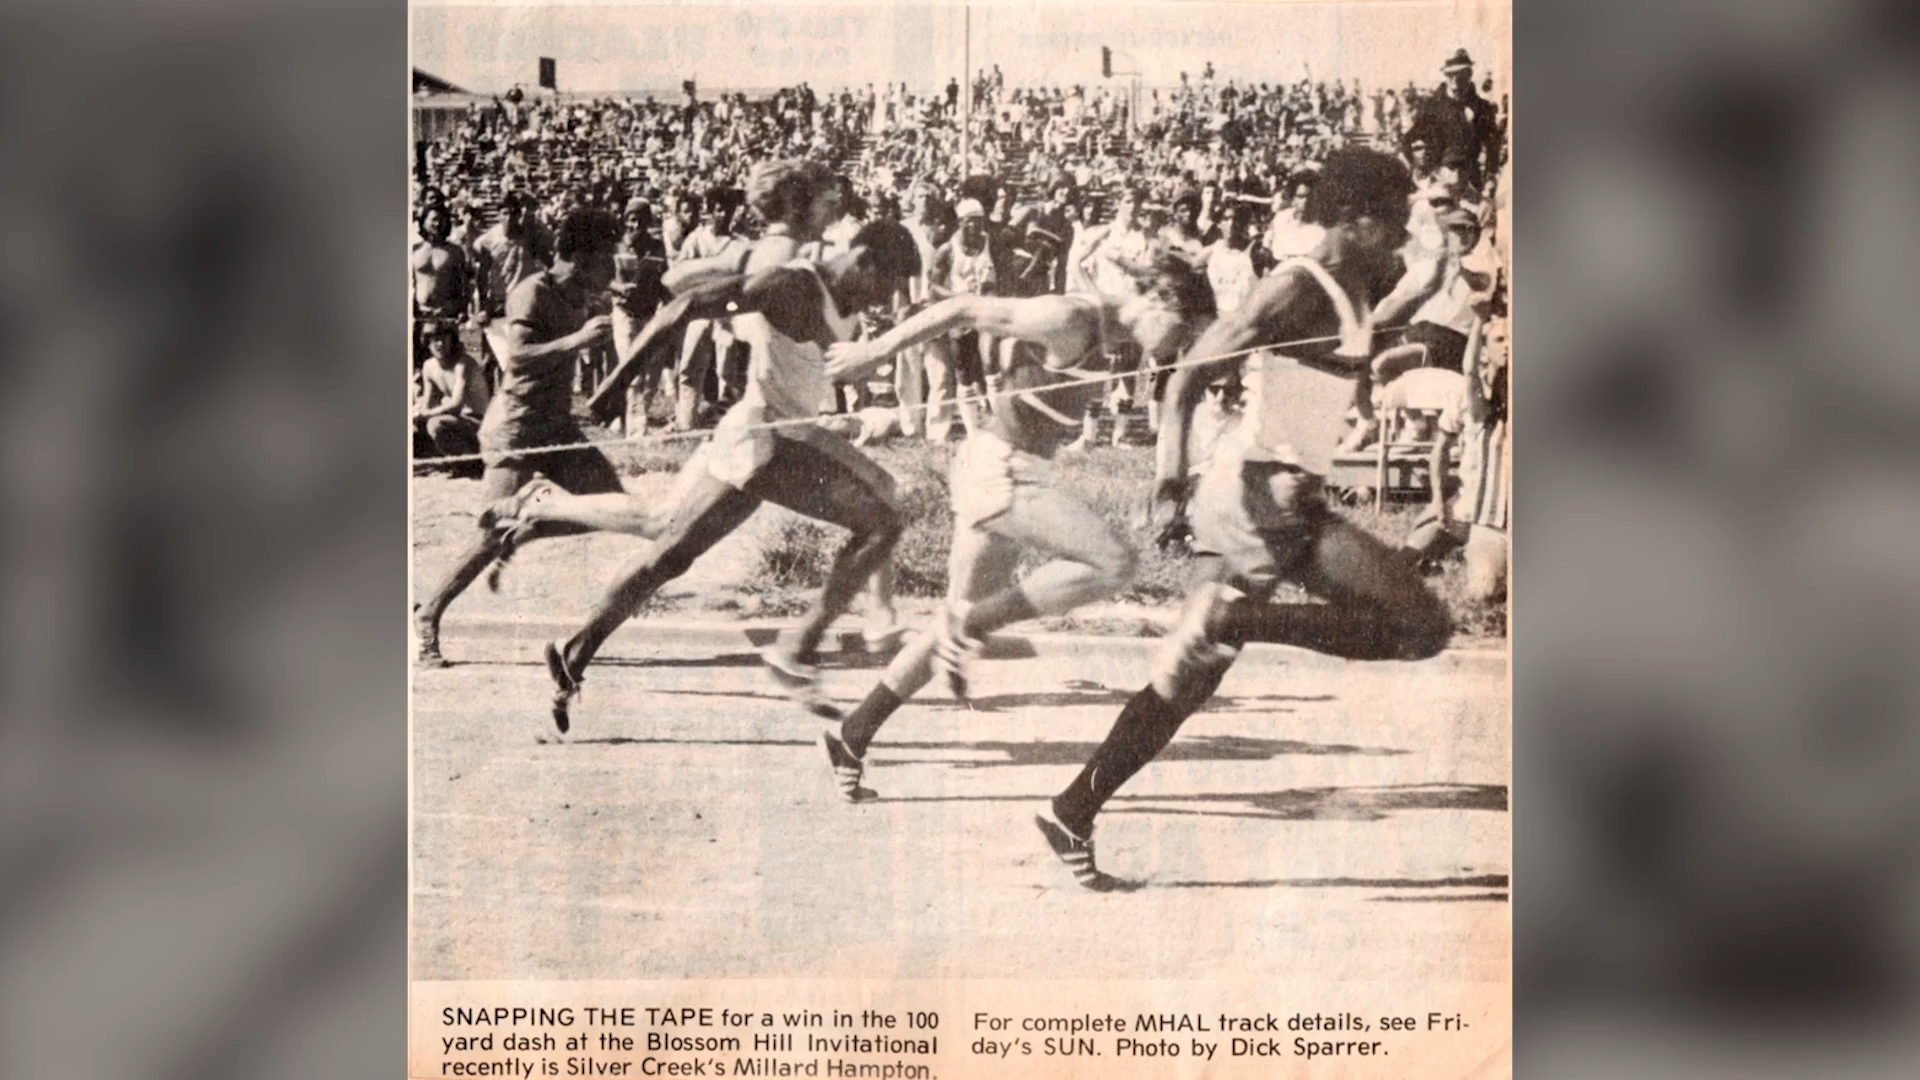 SNAPPING THE TAPE for a win in the 100
yard dash at the Blossom Hill Invitational
recently is Silver Creek's Millard Hampton.
For complete MHAL track details, see Fri-
day's SUN. Photo by Dick Sparrer.